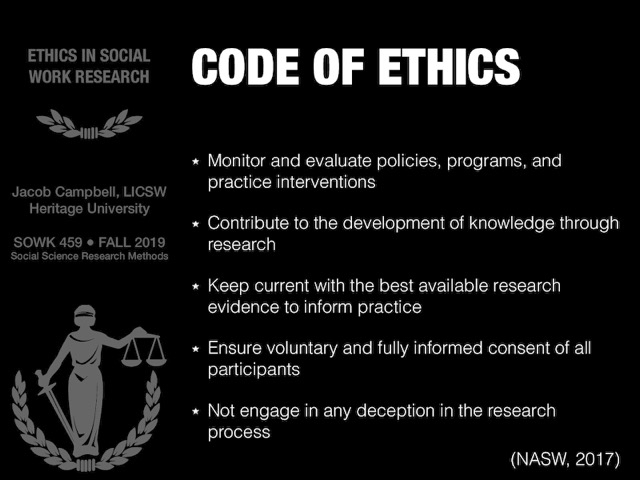 ETHICS IN SOCIAL
WORK RESEARCH
Jacob Campbell, LICSW
Heritage University
SOWK 459 ● FALL 2019
Social Science Research Methods
CODE OF ETHICS
★ Monitor and evaluate policies, programs, and
practice interventions
★ Contribute to the development of knowledge through
research
★ Keep current with the best available research
evidence to inform practice
★ Ensure voluntary and fully informed consent of all
participants
★ Not engage in any deception in the research
process
(NASW, 2017)